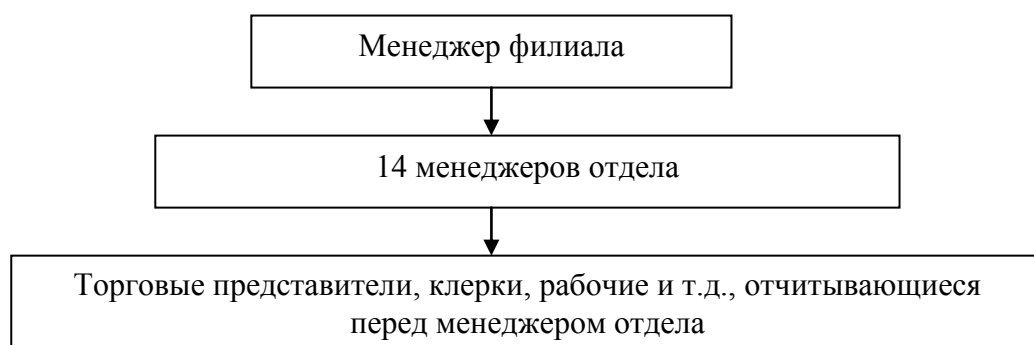 Менеджер филиала
14 менеджеров отдела
Торговые представители, клерки, рабочие и т.д., отчитывающиеся
перед менеджером отдела